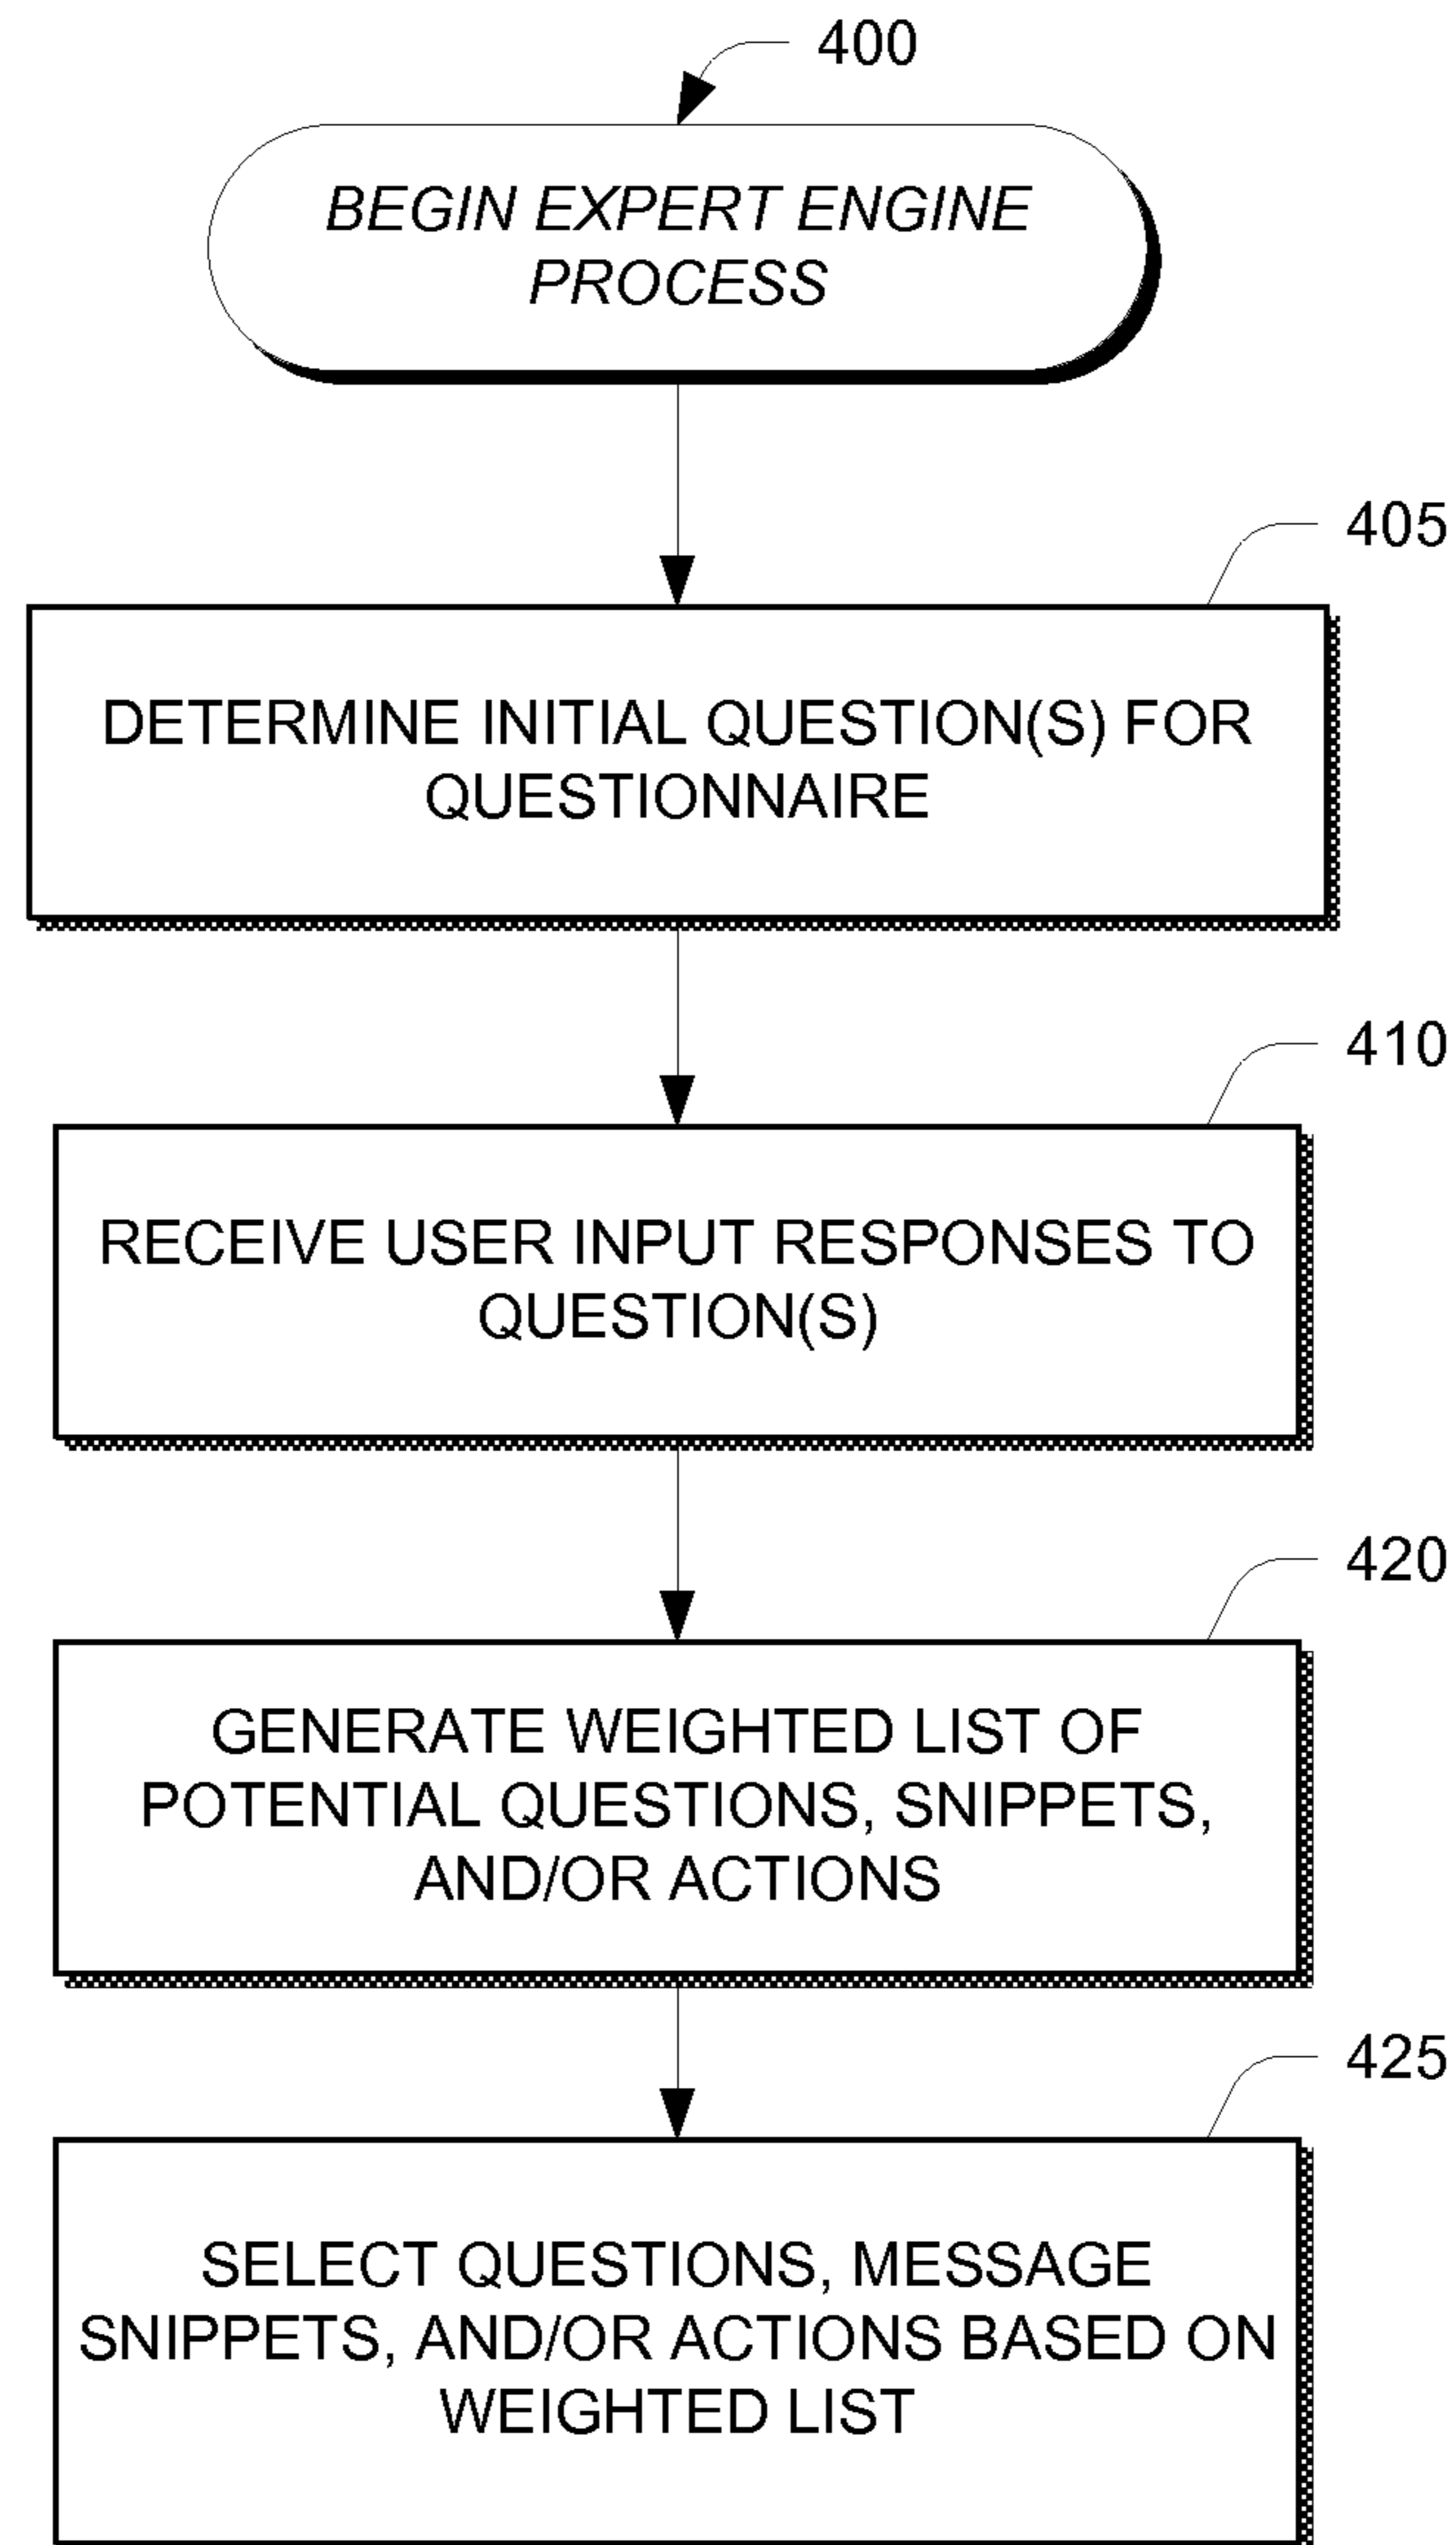 400
BEGIN EXPERT ENGINE
PROCESS
405
DETERMINE INITIAL QUESTION(S) FOR
QUESTIONNAIRE
410
RECEIVE USER INPUT RESPONSES TO
QUESTION(S)
420
GENERATE WEIGHTED LIST OF
POTENTIAL QUESTIONS, SNIPPETS,
AND/OR ACTIONS
425
SELECT QUESTIONS, MESSAGE
SNIPPETS, AND/OR ACTIONS BASED ON
WEIGHTED LIST